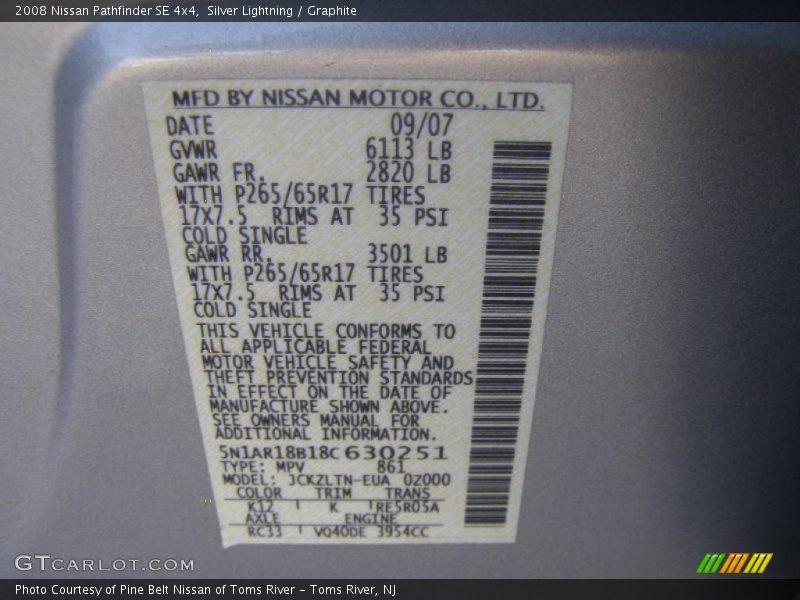 2008 Nissan Pathfinder SE 4x4,  Silver Lightning / Graphite
MFD BY NISSAN MOTOR CO., LTD.
DATE 09/07
GVWR 6113 LB
GAWR FR. 2820 LB
WITH P265/65R17 TIRES
17X7.5 RIMS AT 35 PSI
COLD SINGLE
GAWR RR. 3501 LB
WITH P265/65R17 TIRES
17X7.5 RIMS AT 35 PSI
COLD SINGLE
THIS VEHICLE CONFORMS TO
ALL APPLICABLE FEDERAL
MOTOR VEHICLE SAFETY AND
THEFT PREVENTION STANDARDS
IN EFFECT ON THE DATE OF
MANUFACTURE SHOWN ABOVE.
SEE OWNERS MANUAL FOR
ADDITIONAL INFORMATION.
5N1AR18B18C630251
TYPE: MPV 861
MODEL: JCKZLTN-EUA 0Z000
COLOR TRIM TRANS
K12 K RE5R05A
AXLE ENGINE
RC33 VQ40DE 3954CC
GTCARLOT.COM
Photo Courtesy of Pine Belt Nissan of Toms River – Toms River, NJ